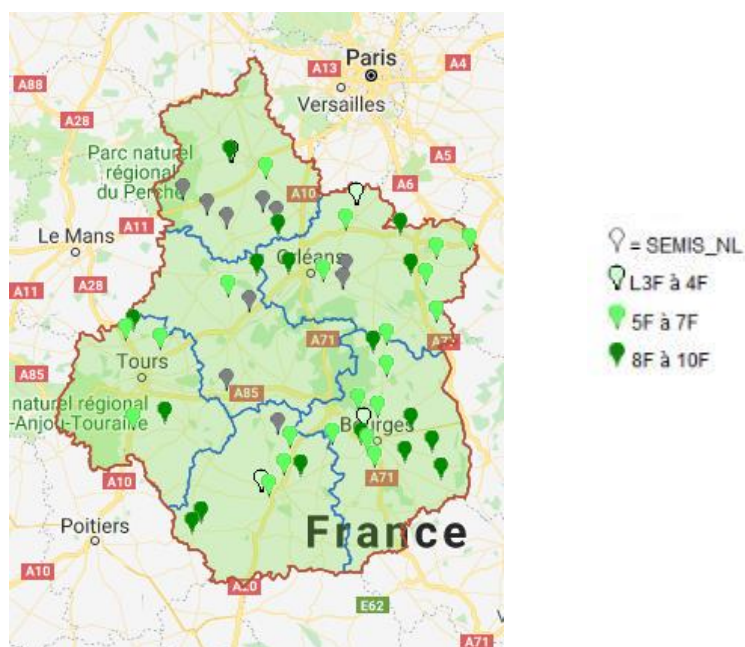 Paris
A13
A4
Versailles
A88
A28
Parc naturel
régional
du Perche
A5
A10
A6
A11
Le Mans
Orléans
A11
A28
A71
A77
Tours
A85
A85
naturel régional
-Anjou-Touraine
Bourges
A10
A71
Poitiers
France
A10
A20
E62
A71
= SEMIS_NL
L3F à 4F
5F à 7F
8F à 10F